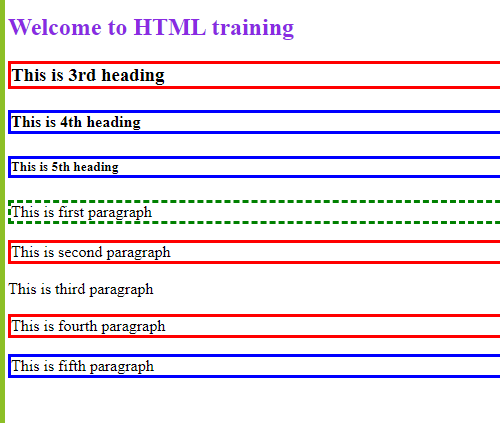 Welcome to HTML training
This is 3rd heading
This is 4th heading
This is 5th heading
This is first paragraph
This is second paragraph
This is third paragraph
This is fourth paragraph
This is fifth paragraph